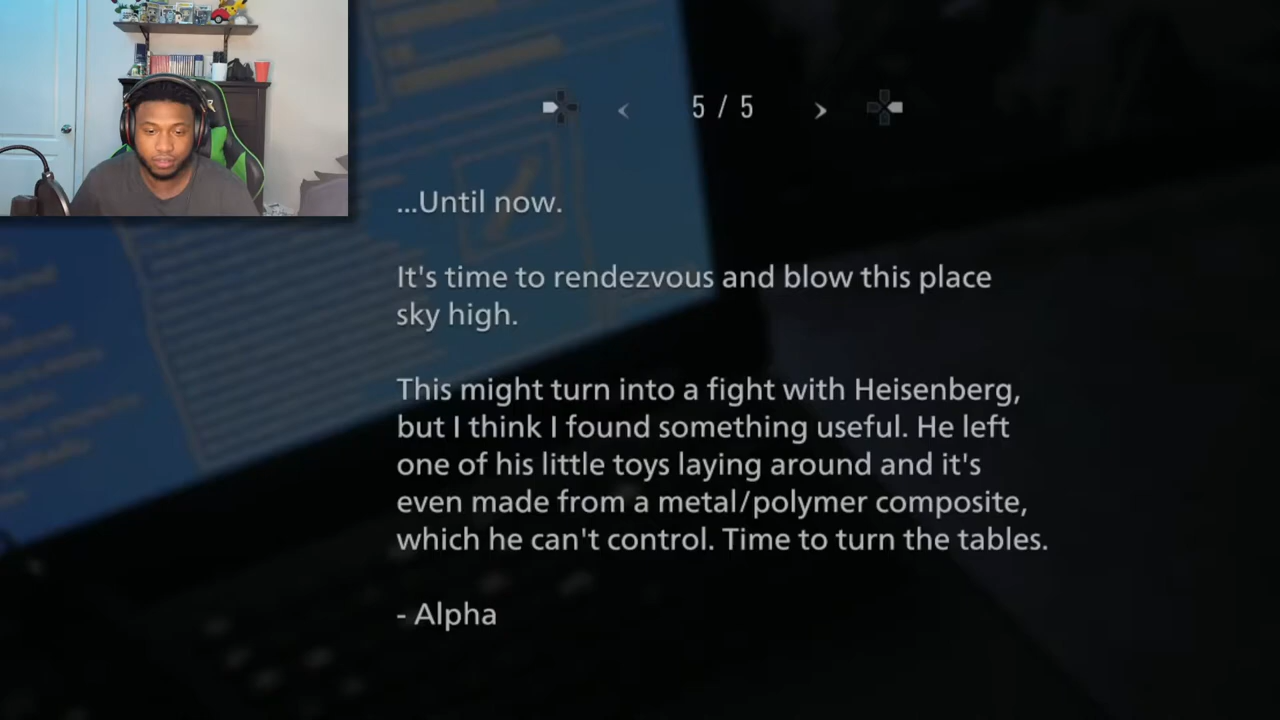 5 / 5
...Until now.
It's time to rendezvous and blow this place
sky high.
This might turn into a fight with Heisenberg,
but I think I found something useful. He left
one of his little toys laying around and it's
even made from a metal/polymer composite,
which he can't control. Time to turn the tables.
- Alpha